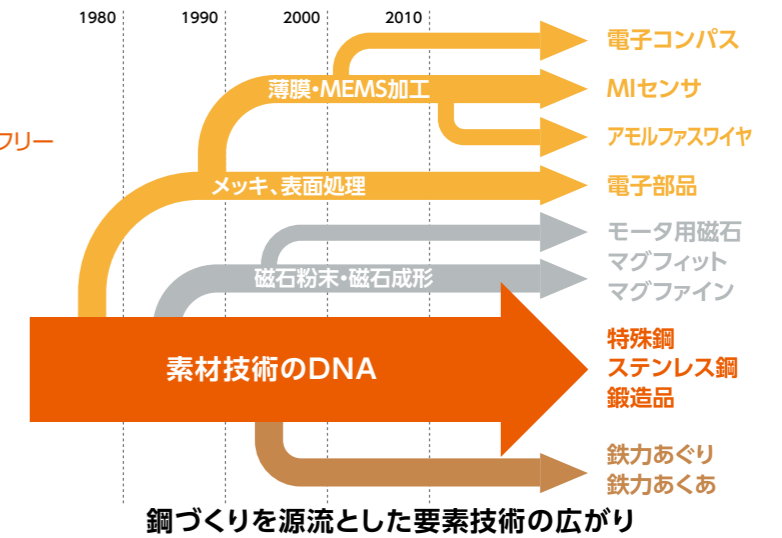 1980 1990 2000 2010
電子コンパス
薄膜・MEMS加工
MIセンサ
フリー
アモルファスワイヤ
メッキ、表面処理
電子部品
モータ用磁石
磁石粉末・磁石成形
マグフィット
マグファイン
素材技術のDNA
特殊鋼
ステンレス鋼
鍛造品
鉄力あぐり
鉄力あくあ
鋼づくりを源流とした要素技術の広がり